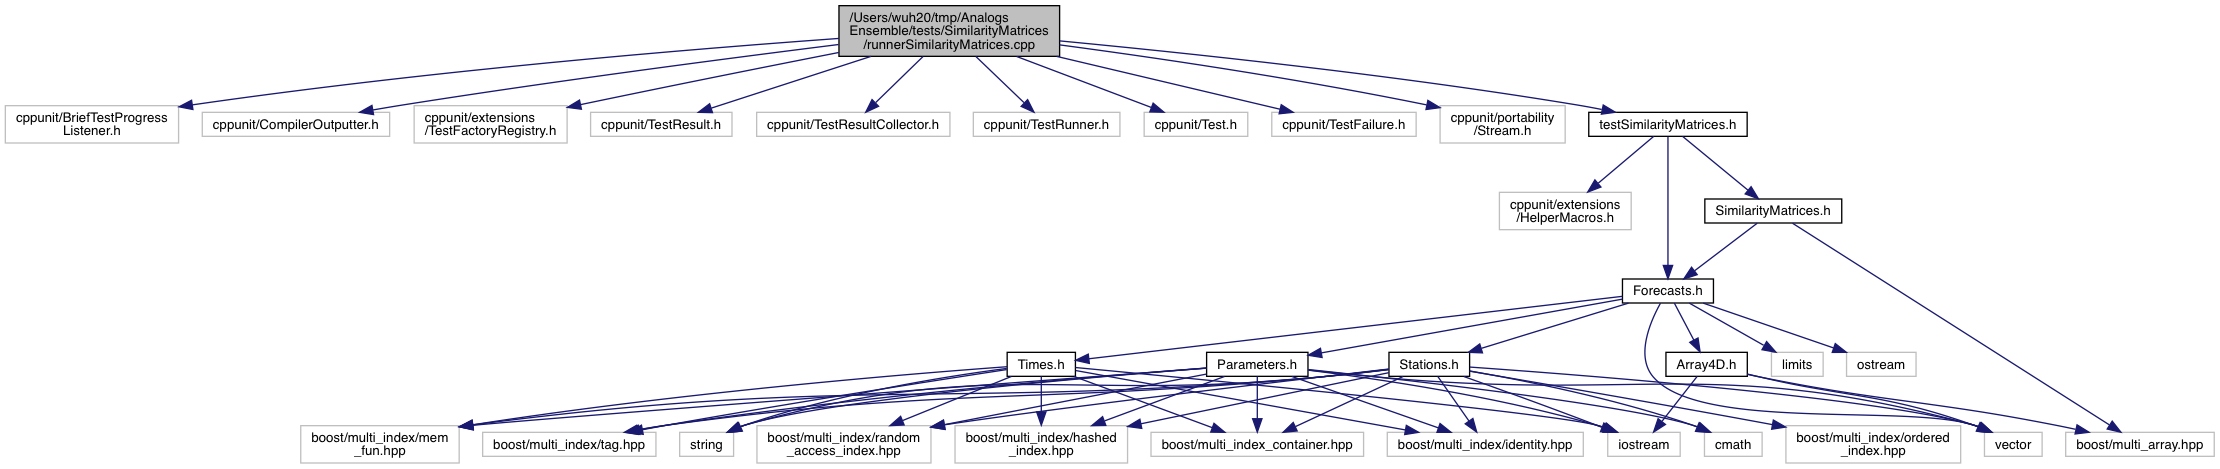 /Users/wuh20/tmp/Analogs
Ensemble/tests/SimilarityMatrices
/runnerSimilarityMatrices.cpp
cppunit/BriefTestProgress
Listener.h
cppunit/CompilerOutputter.h
cppunit/extensions
/TestFactoryRegistry.h
cppunit/TestResult.h
cppunit/TestResultCollector.h
cppunit/TestRunner.h
cppunit/Test.h
cppunit/TestFailure.h
cppunit/portability
/Stream.h
testSimilarityMatrices.h
cppunit/extensions
/HelperMacros.h
SimilarityMatrices.h
Forecasts.h
Times.h
Parameters.h
Stations.h
Array4D.h
limits
ostream
boost/multi_index/mem
_fun.hpp
boost/multi_index/tag.hpp
string
boost/multi_index/random
_access_index.hpp
boost/multi_index/hashed
_index.hpp
boost/multi_index_container.hpp
boost/multi_index/identity.hpp
iostream
cmath
boost/multi_index/ordered
_index.hpp
vector
boost/multi_array.hpp